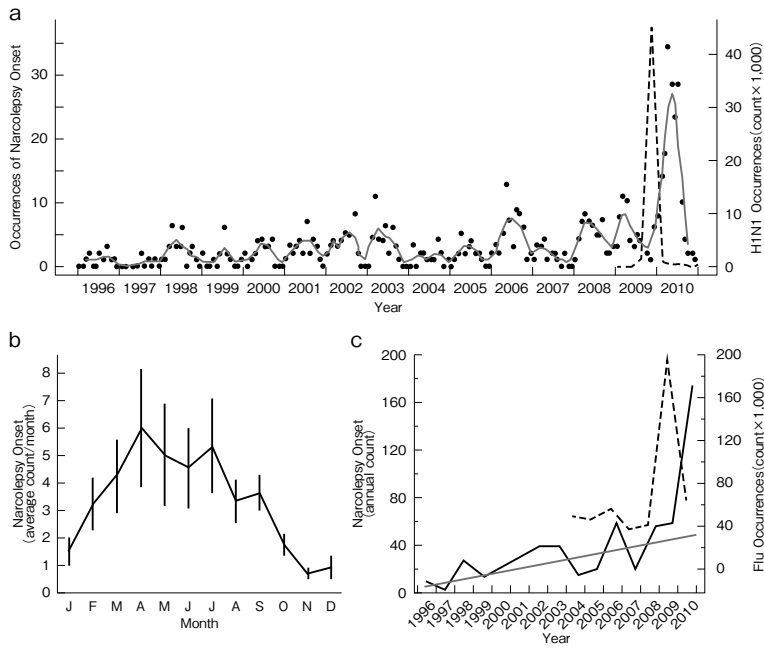 a
Occurrences of Narcolepsy Onset
30
20
10
0
40
30
20
10
0
H1N1 Occurrences(count×1,000)
1996 1997 1998 1999 2000 2001 2002 2003 2004 2005 2006 2007 2008 2009 2010
Year
b
Narcolepsy Onset
(average count/month)
8
7
6
5
4
3
2
1
0
J F M A M J J A S O N D
Month
c
Narcolepsy Onset
(annual count)
200
160
120
80
40
0
200
160
120
80
40
0
Flu Occurrences(count×1.000)
1996 1997 1998 1999 2000 2001 2002 2003 2004 2005 2006 2007 2008 2009 2010
Year